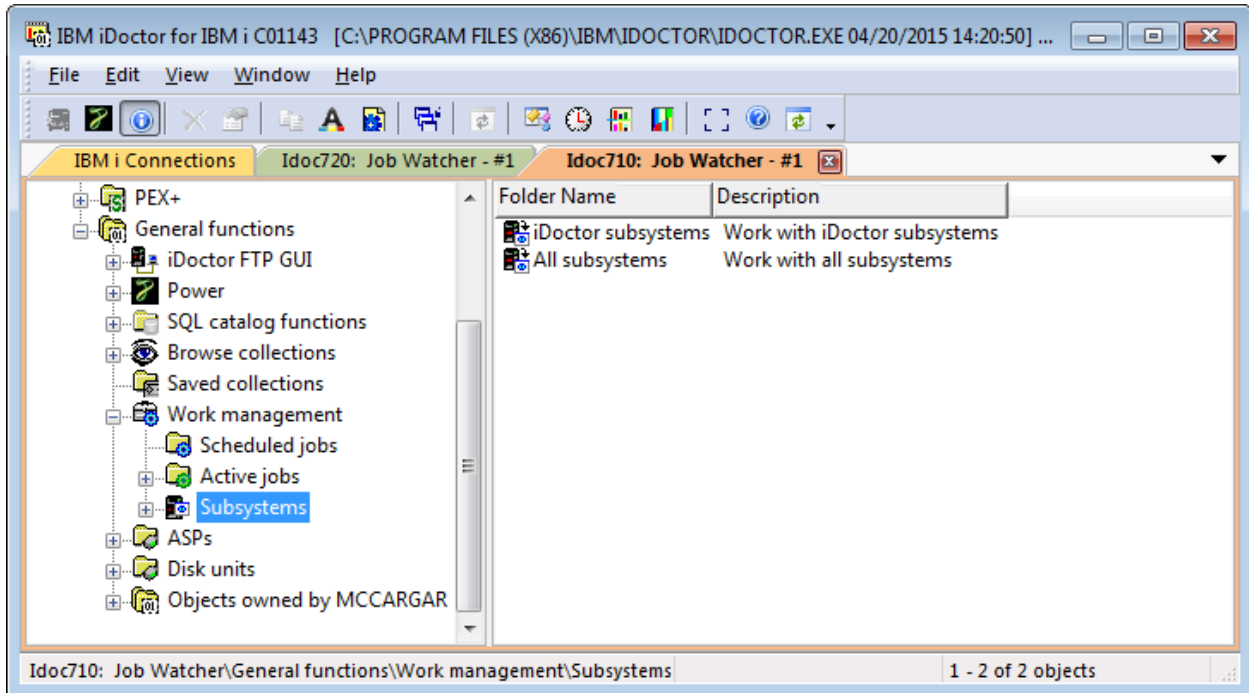 IBM iDoctor for IBM i C01143 [C:\PROGRAM FILES (X86)\IBM\IDOCTOR\IDOCTOR.EXE 04/20/2015 14:20:50] ...
File Edit View Window Help
IBM i Connections Idoc720: Job Watcher - #1 Idoc710: Job Watcher - #1
PEX+
General functions
iDoctor FTP GUI
Power
SQL catalog functions
Browse collections
Saved collections
Work management
Scheduled jobs
Active jobs
Subsystems
ASPs
Disk units
Objects owned by MCCARGAR
Folder Name Description
iDoctor subsystems Work with iDoctor subsystems
All subsystems Work with all subsystems
Idoc710: Job Watcher\General functions\Work management\Subsystems 1 - 2 of 2 objects